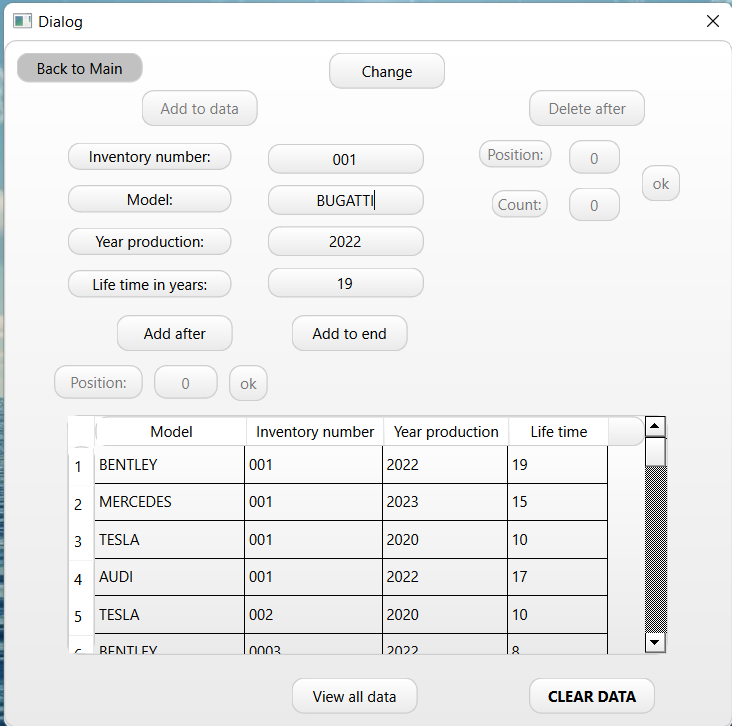 Dialog
Back to Main
Change
Add to data
Delete after
Inventory number: 001
Position: 0
Model: BUGATTI
ok
Count: 0
Year production: 2022
Life time in years: 19
Add after
Add to end
Position: 0 ok
Model Inventory number Year production Life time
1 BENTLEY 001 2022 19
2 MERCEDES 001 2023 15
3 TESLA 001 2020 10
4 AUDI 001 2022 17
5 TESLA 002 2020 10
6 BENTLEY 0003 2022 8
View all data
CLEAR DATA